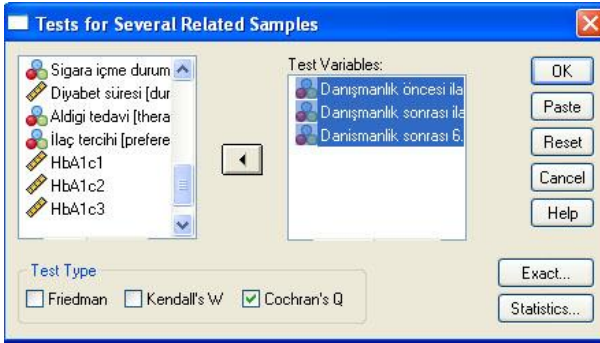 Tests for Several Related Samples
Sigara içme durum
Diyabet süresi [dur
Aldigi tedavi [thera
İlaç tercihi [prefere
HbA1c1
HbA1c2
HbA1c3
Test Variables:
Danışmanlık öncesi ila
Danışmanlık sonrası ila
Danismanlik sonrası 6.
OK
Paste
Reset
Cancel
Help
Test Type
Friedman
Kendall's W
Cochran's Q
Exact...
Statistics...